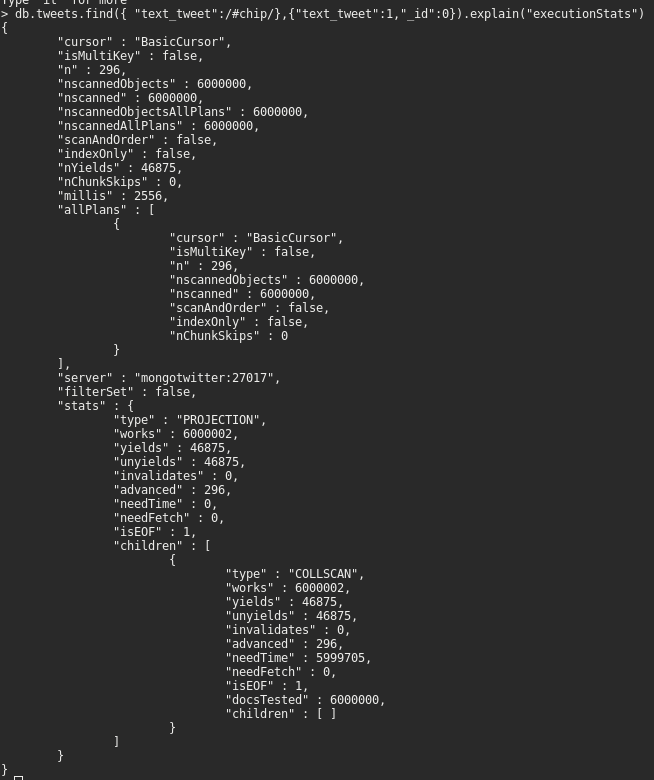 Type "it" for more
> db.tweets.find({ "text_tweet":/#chip/},{"text_tweet":1,"_id":0}).explain("executionStats")
{
        "cursor" : "BasicCursor",
        "isMultiKey" : false,
        "n" : 296,
        "nscannedObjects" : 6000000,
        "nscanned" : 6000000,
        "nscannedObjectsAllPlans" : 6000000,
        "nscannedAllPlans" : 6000000,
        "scanAndOrder" : false,
        "indexOnly" : false,
        "nYields" : 46875,
        "nChunkSkips" : 0,
        "millis" : 2556,
        "allPlans" : [
                {
                        "cursor" : "BasicCursor",
                        "isMultiKey" : false,
                        "n" : 296,
                        "nscannedObjects" : 6000000,
                        "nscanned" : 6000000,
                        "scanAndOrder" : false,
                        "indexOnly" : false,
                        "nChunkSkips" : 0
                }
        ],
        "server" : "mongotwitter:27017",
        "filterSet" : false,
        "stats" : {
                "type" : "PROJECTION",
                "works" : 6000002,
                "yields" : 46875,
                "unyields" : 46875,
                "invalidates" : 0,
                "advanced" : 296,
                "needTime" : 0,
                "needFetch" : 0,
                "isEOF" : 1,
                "children" : [
                        {
                                "type" : "COLLSCAN",
                                "works" : 6000002,
                                "yields" : 46875,
                                "unyields" : 46875,
                                "invalidates" : 0,
                                "advanced" : 296,
                                "needTime" : 5999705,
                                "needFetch" : 0,
                                "isEOF" : 1,
                                "docsTested" : 6000000,
                                "children" : [ ]
                        }
                ]
        }
}